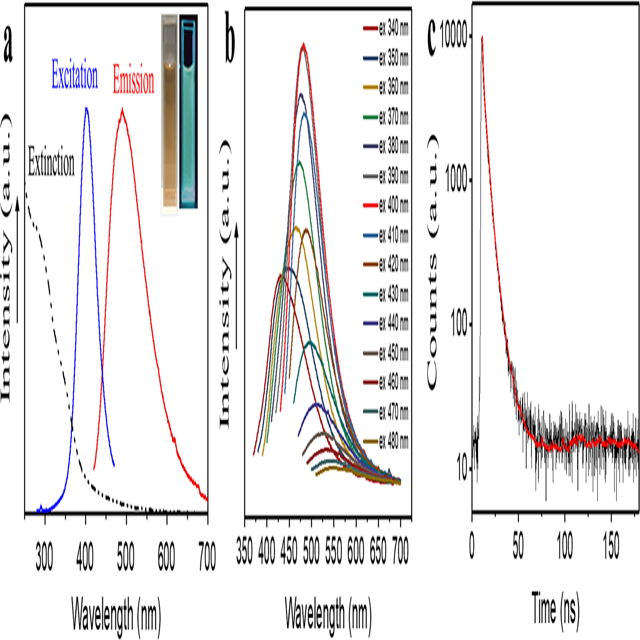 a
Excitation
Emission
Extinction
Intensity (a.u.)
300 400 500 600 700
Wavelength (nm)
b
ex 340 nm
ex 350 nm
ex 360 nm
ex 370 nm
ex 380 nm
ex 390 nm
ex 400 nm
ex 410 nm
ex 420 nm
ex 430 nm
ex 440 nm
ex 450 nm
ex 460 nm
ex 470 nm
ex 480 nm
Intensity (a.u.)
350 400 450 500 550 600 650 700
Wavelength (nm)
c
10000
1000
100
10
Counts (a.u.)
0 50 100 150
Time (ns)